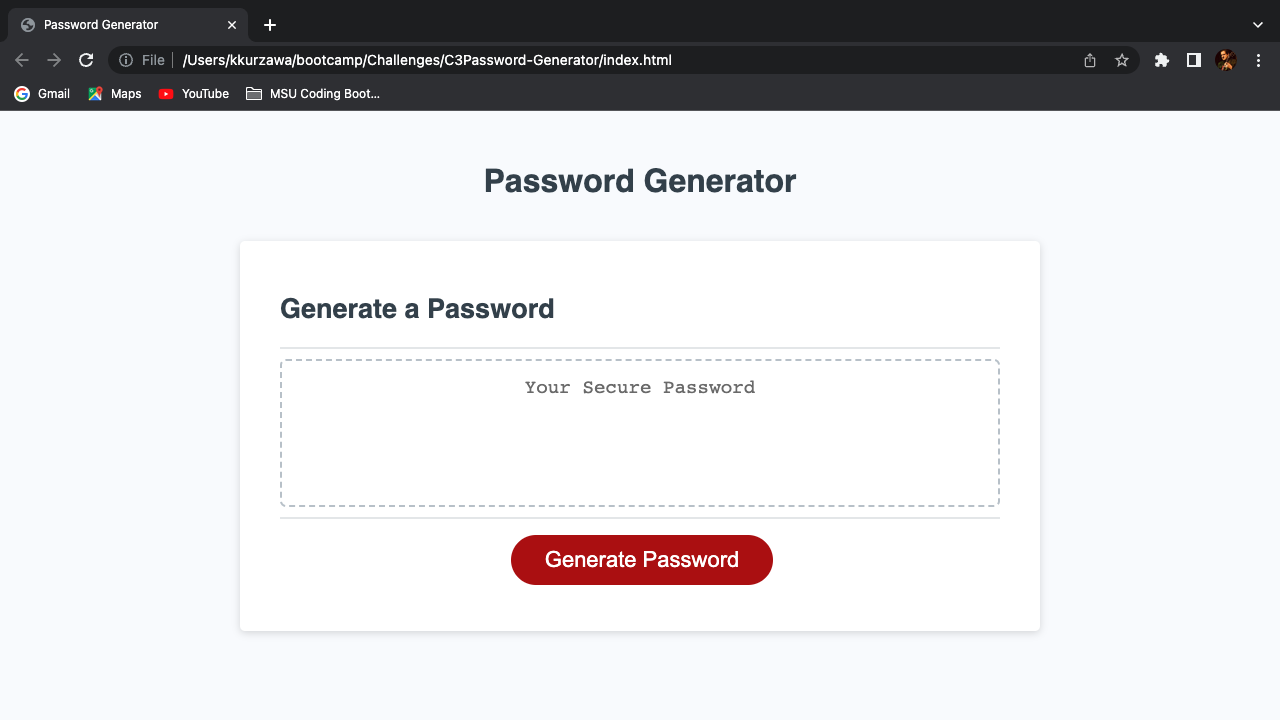 Password Generator
File /Users/kkurzawa/bootcamp/Challenges/C3Password-Generator/index.html
Gmail Maps YouTube MSU Coding Boot...
Password Generator
Generate a Password
Your Secure Password
Generate Password